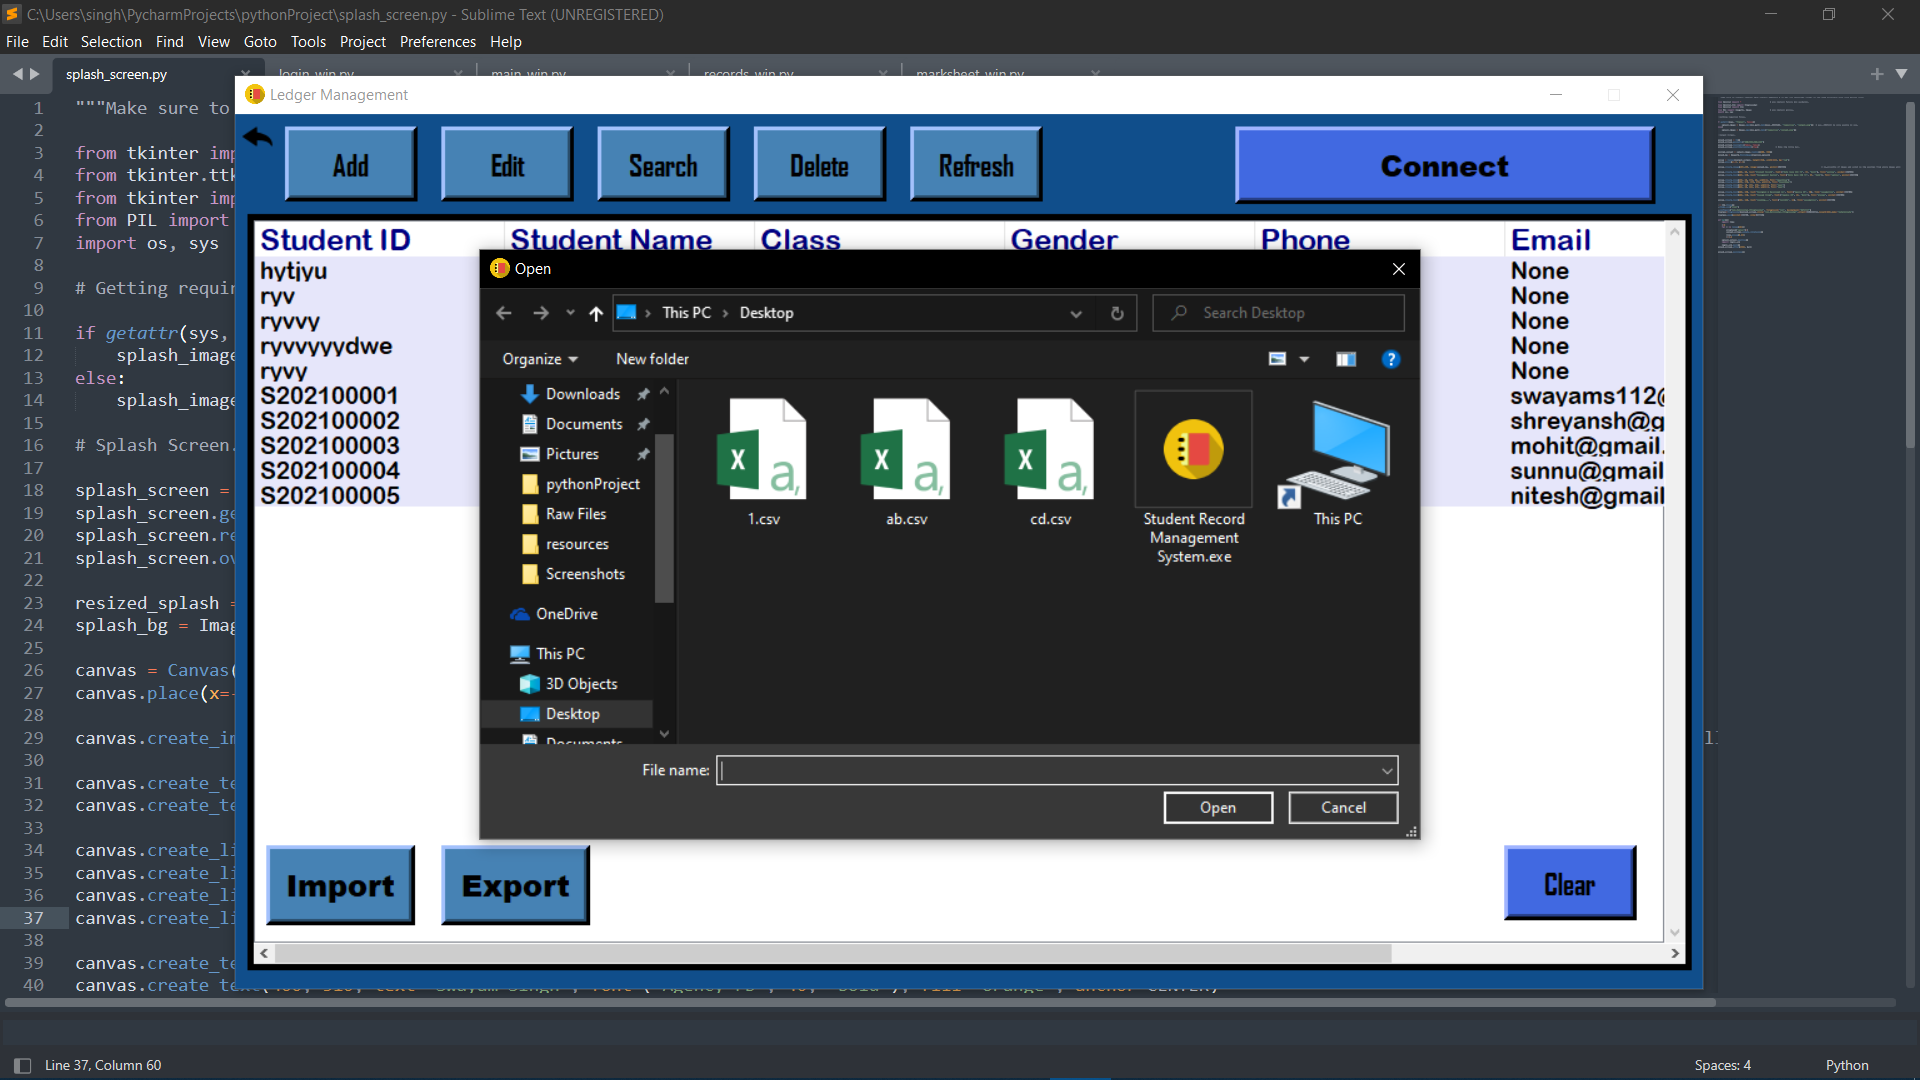 C:\Users\singh\PycharmProjects\pythonProject\splash_screen.py - Sublime Text (UNREGISTERED)
File Edit Selection Find View Goto Tools Project Preferences Help
splash_screen.py login_win.py main_win.py records_win.py marksheet_win.py
Ledger Management
Add Edit Search Delete Refresh Connect
Student ID Student Name Class Gender Phone Email
hytjyu None
ryv None
ryvvy None
ryvvyyydwe None
ryvy None
S202100001 swayams112@
S202100002 shreyansh@g
S202100003 mohit@gmail.
S202100004 sunnu@gmail
S202100005 nitesh@gmail
Open
This PC Desktop Search Desktop
Organize New folder
Downloads
Documents
Pictures
pythonProject
Raw Files
resources
Screenshots
OneDrive
This PC
3D Objects
Desktop
Documents
1.csv ab.csv cd.csv Student Record Management System.exe This PC
File name:
Open Cancel
Import Export Clear
1 """Make sure to
2
3 from tkinter imp
4 from tkinter.ttk
5 from tkinter imp
6 from PIL import
7 import os, sys
8
9 # Getting requir
10
11 if getattr(sys,
12 splash_image
13 else:
14 splash_image
15
16 # Splash Screen.
17
18 splash_screen =
19 splash_screen.ge
20 splash_screen.re
21 splash_screen.ov
22
23 resized_splash =
24 splash_bg = Imag
25
26 canvas = Canvas(
27 canvas.place(x=-
28
29 canvas.create_im
30
31 canvas.create_te
32 canvas.create_te
33
34 canvas.create_li
35 canvas.create_li
36 canvas.create_li
37 canvas.create_li
38
39 canvas.create_te
40 canvas.create_te
Line 37, Column 60 Spaces: 4 Python